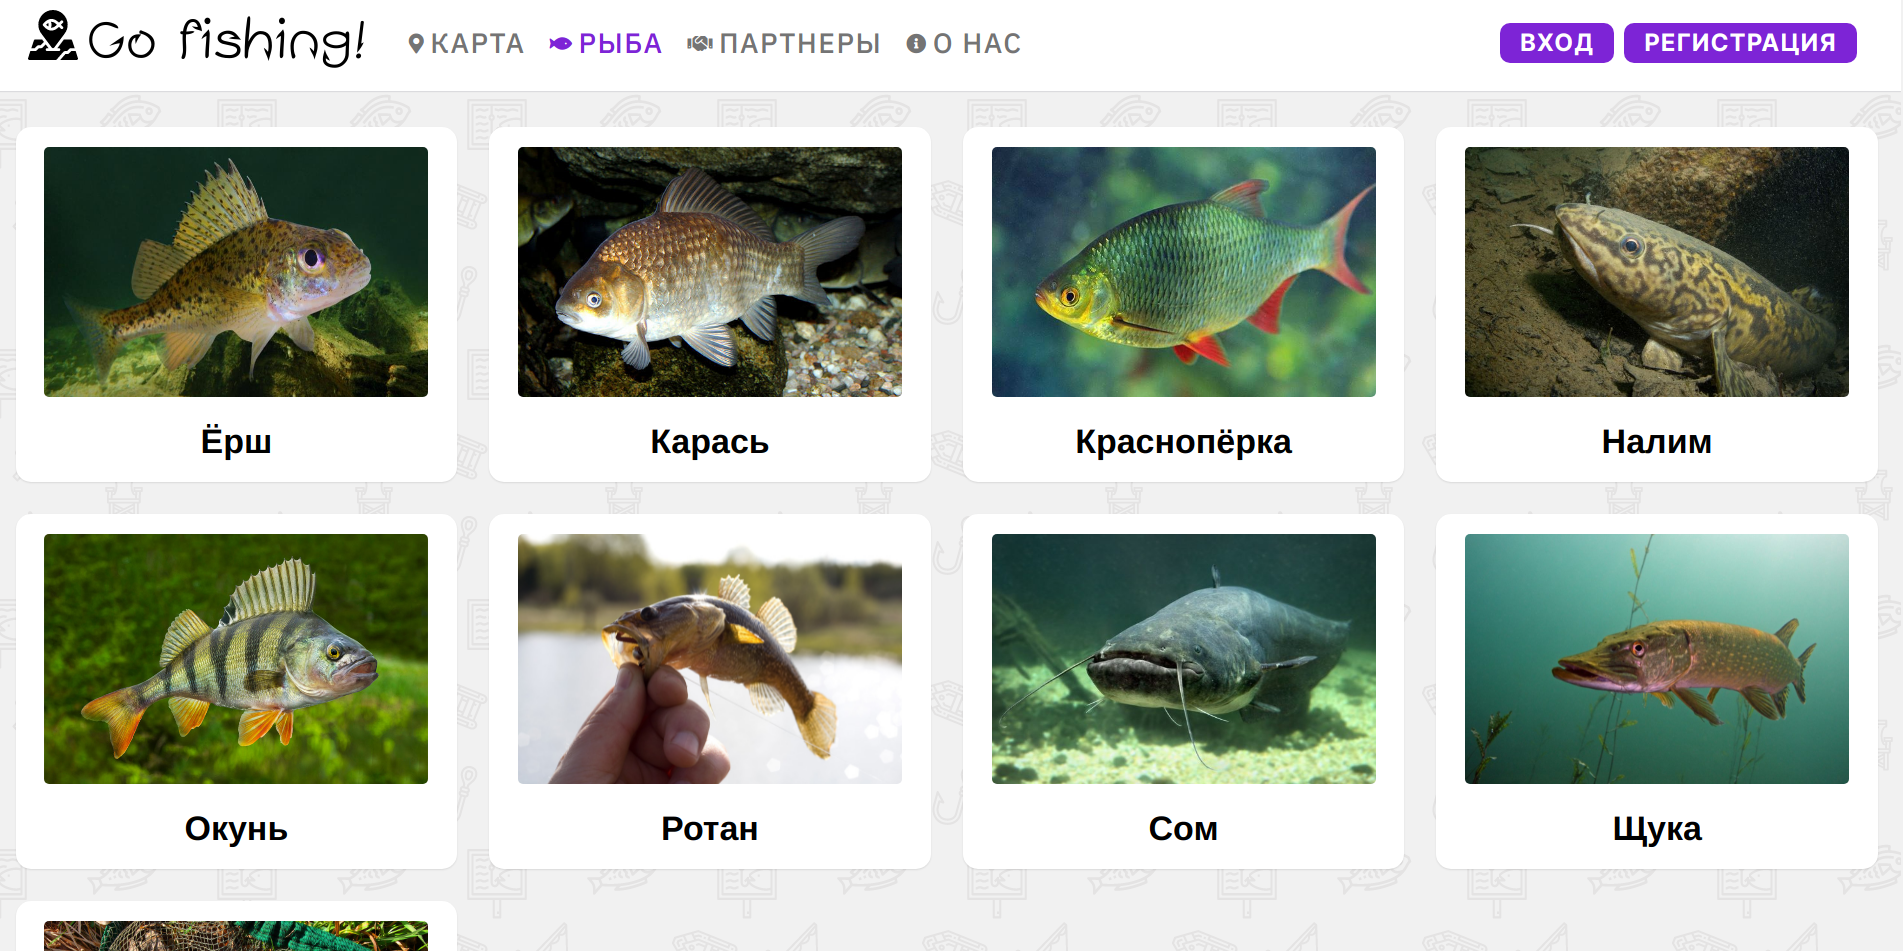 Go fishing! КАРТА РЫБА ПАРТНЕРЫ О НАС ВХОД РЕГИСТРАЦИЯ
Ёрш Карась Краснопёрка Налим
Окунь Ротан Сом Щука